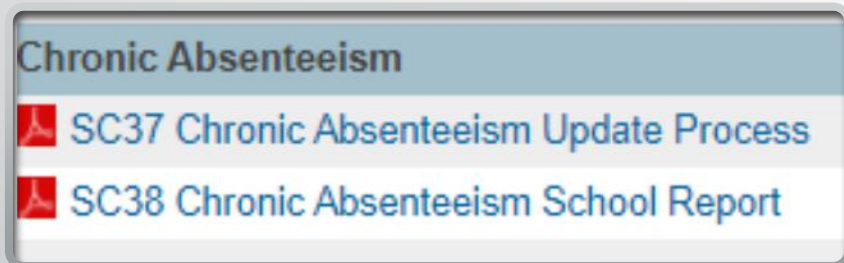 Chronic Absenteeism
SC37 Chronic Absenteeism Update Process
SC38 Chronic Absenteeism School Report